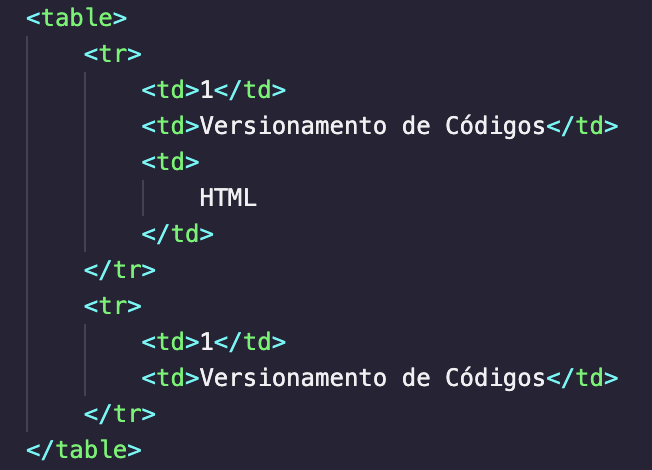 <table>
<tr>
<td>1</td>
<td>Versionamento de Códigos</td>
<td>
HTML
</td>
</tr>
<tr>
<td>1</td>
<td>Versionamento de Códigos</td>
</tr>
</table>